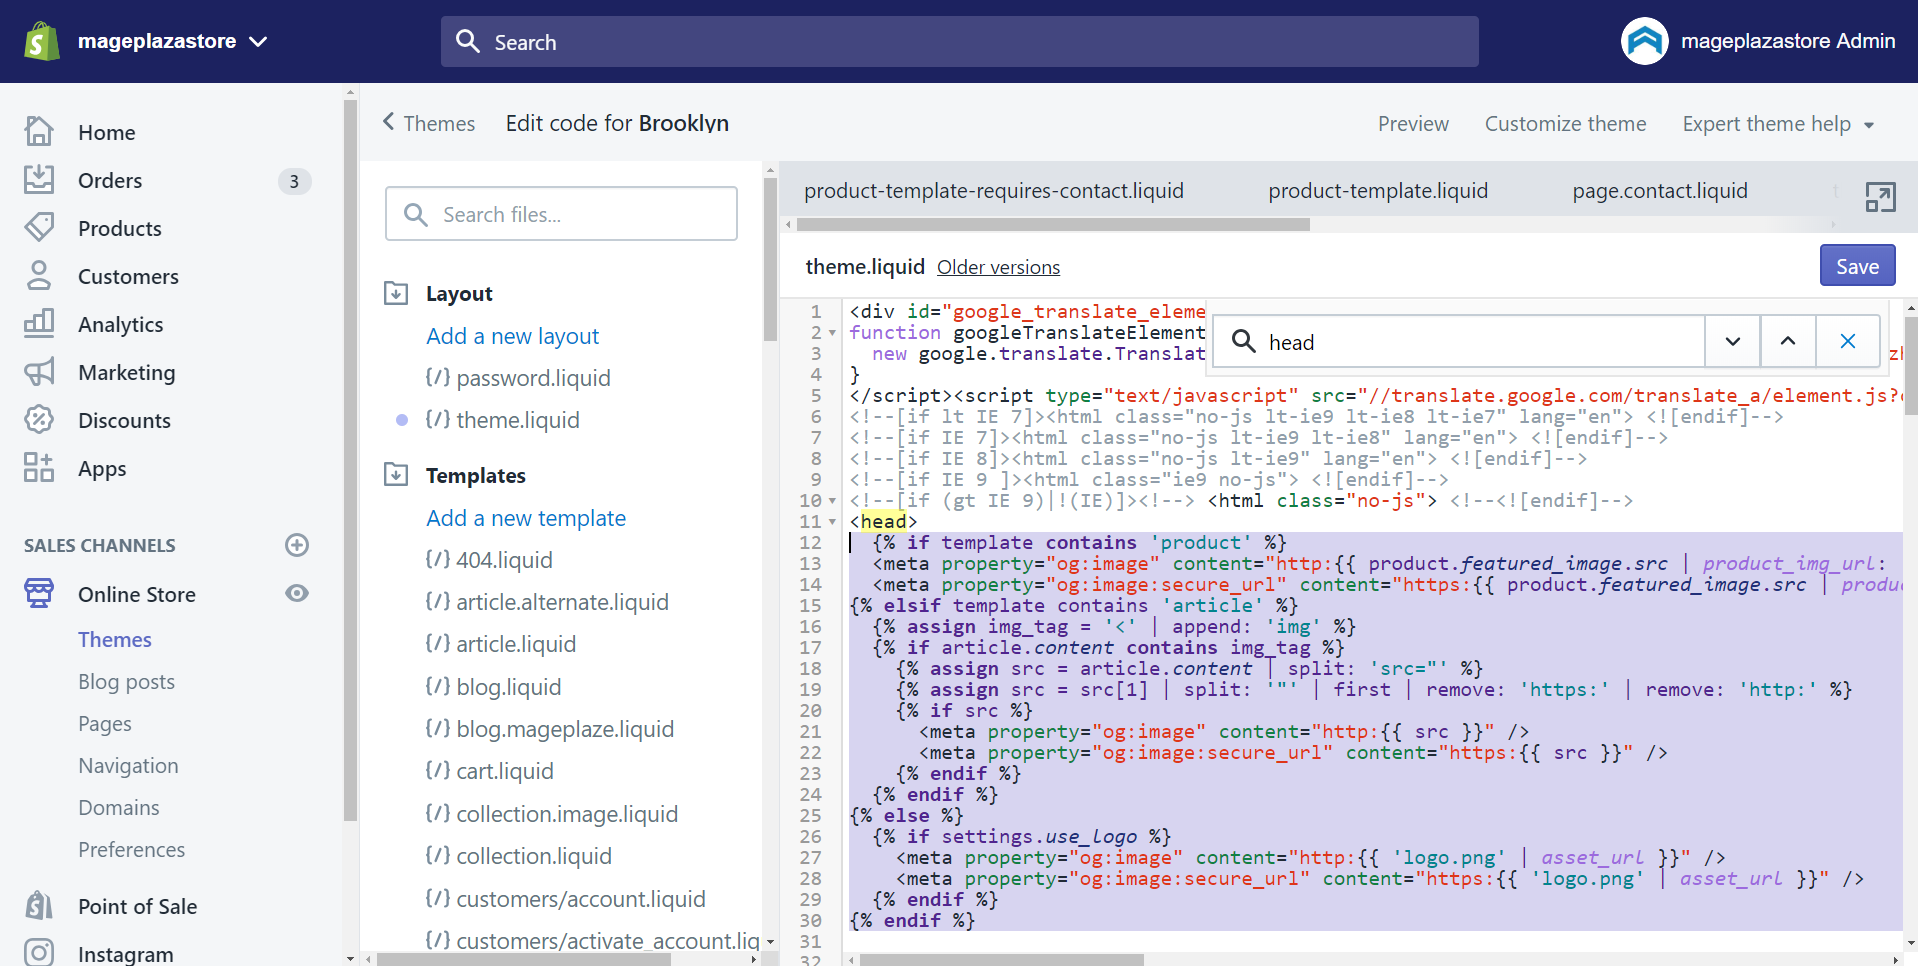 mageplazastore
Search
mageplazastore Admin
Home
Orders
3
Products
Customers
Analytics
Marketing
Discounts
Apps
SALES CHANNELS
Online Store
Themes
Blog posts
Pages
Navigation
Domains
Preferences
Point of Sale
Instagram
Themes
Edit code for Brooklyn
Preview
Customize theme
Expert theme help
Search files...
Layout
Add a new layout
{/} password.liquid
{/} theme.liquid
Templates
Add a new template
{/} 404.liquid
{/} article.alternate.liquid
{/} article.liquid
{/} blog.liquid
{/} blog.mageplaze.liquid
{/} cart.liquid
{/} collection.image.liquid
{/} collection.liquid
{/} customers/account.liquid
{/} customers/activate_account.liq
product-template-requires-contact.liquid
product-template.liquid
page.contact.liquid
theme.liquid Older versions
Save
head
1 <div id="google_translate_eleme
2 function googleTranslateElement
3 new google.translate.Translat
4 }
5 </script><script type="text/javascript" src="//translate.google.com/translate_a/element.js?
6 <!--[if lt IE 7]><html class="no-js lt-ie9 lt-ie8 lt-ie7" lang="en"> <![endif]-->
7 <!--[if IE 7]><html class="no-js lt-ie9 lt-ie8" lang="en"> <![endif]-->
8 <!--[if IE 8]><html class="no-js lt-ie9" lang="en"> <![endif]-->
9 <!--[if IE 9 ]><html class="ie9 no-js"> <![endif]-->
10 <!--[if (gt IE 9)|!(IE)]><!--> <html class="no-js"> <!--<![endif]-->
11 <head>
12 {% if template contains 'product' %}
13 <meta property="og:image" content="http:{{ product.featured_image.src | product_img_url:
14 <meta property="og:image:secure_url" content="https:{{ product.featured_image.src | produ
15 {% elsif template contains 'article' %}
16 {% assign img_tag = '<' | append: 'img' %}
17 {% if article.content contains img_tag %}
18 {% assign src = article.content | split: 'src="' %}
19 {% assign src = src[1] | split: '"' | first | remove: 'https:' | remove: 'http:' %}
20 {% if src %}
21 <meta property="og:image" content="http:{{ src }}" />
22 <meta property="og:image:secure_url" content="https:{{ src }}" />
23 {% endif %}
24 {% endif %}
25 {% else %}
26 {% if settings.use_logo %}
27 <meta property="og:image" content="http:{{ 'logo.png' | asset_url }}" />
28 <meta property="og:image:secure_url" content="https:{{ 'logo.png' | asset_url }}" />
29 {% endif %}
30 {% endif %}
31
32